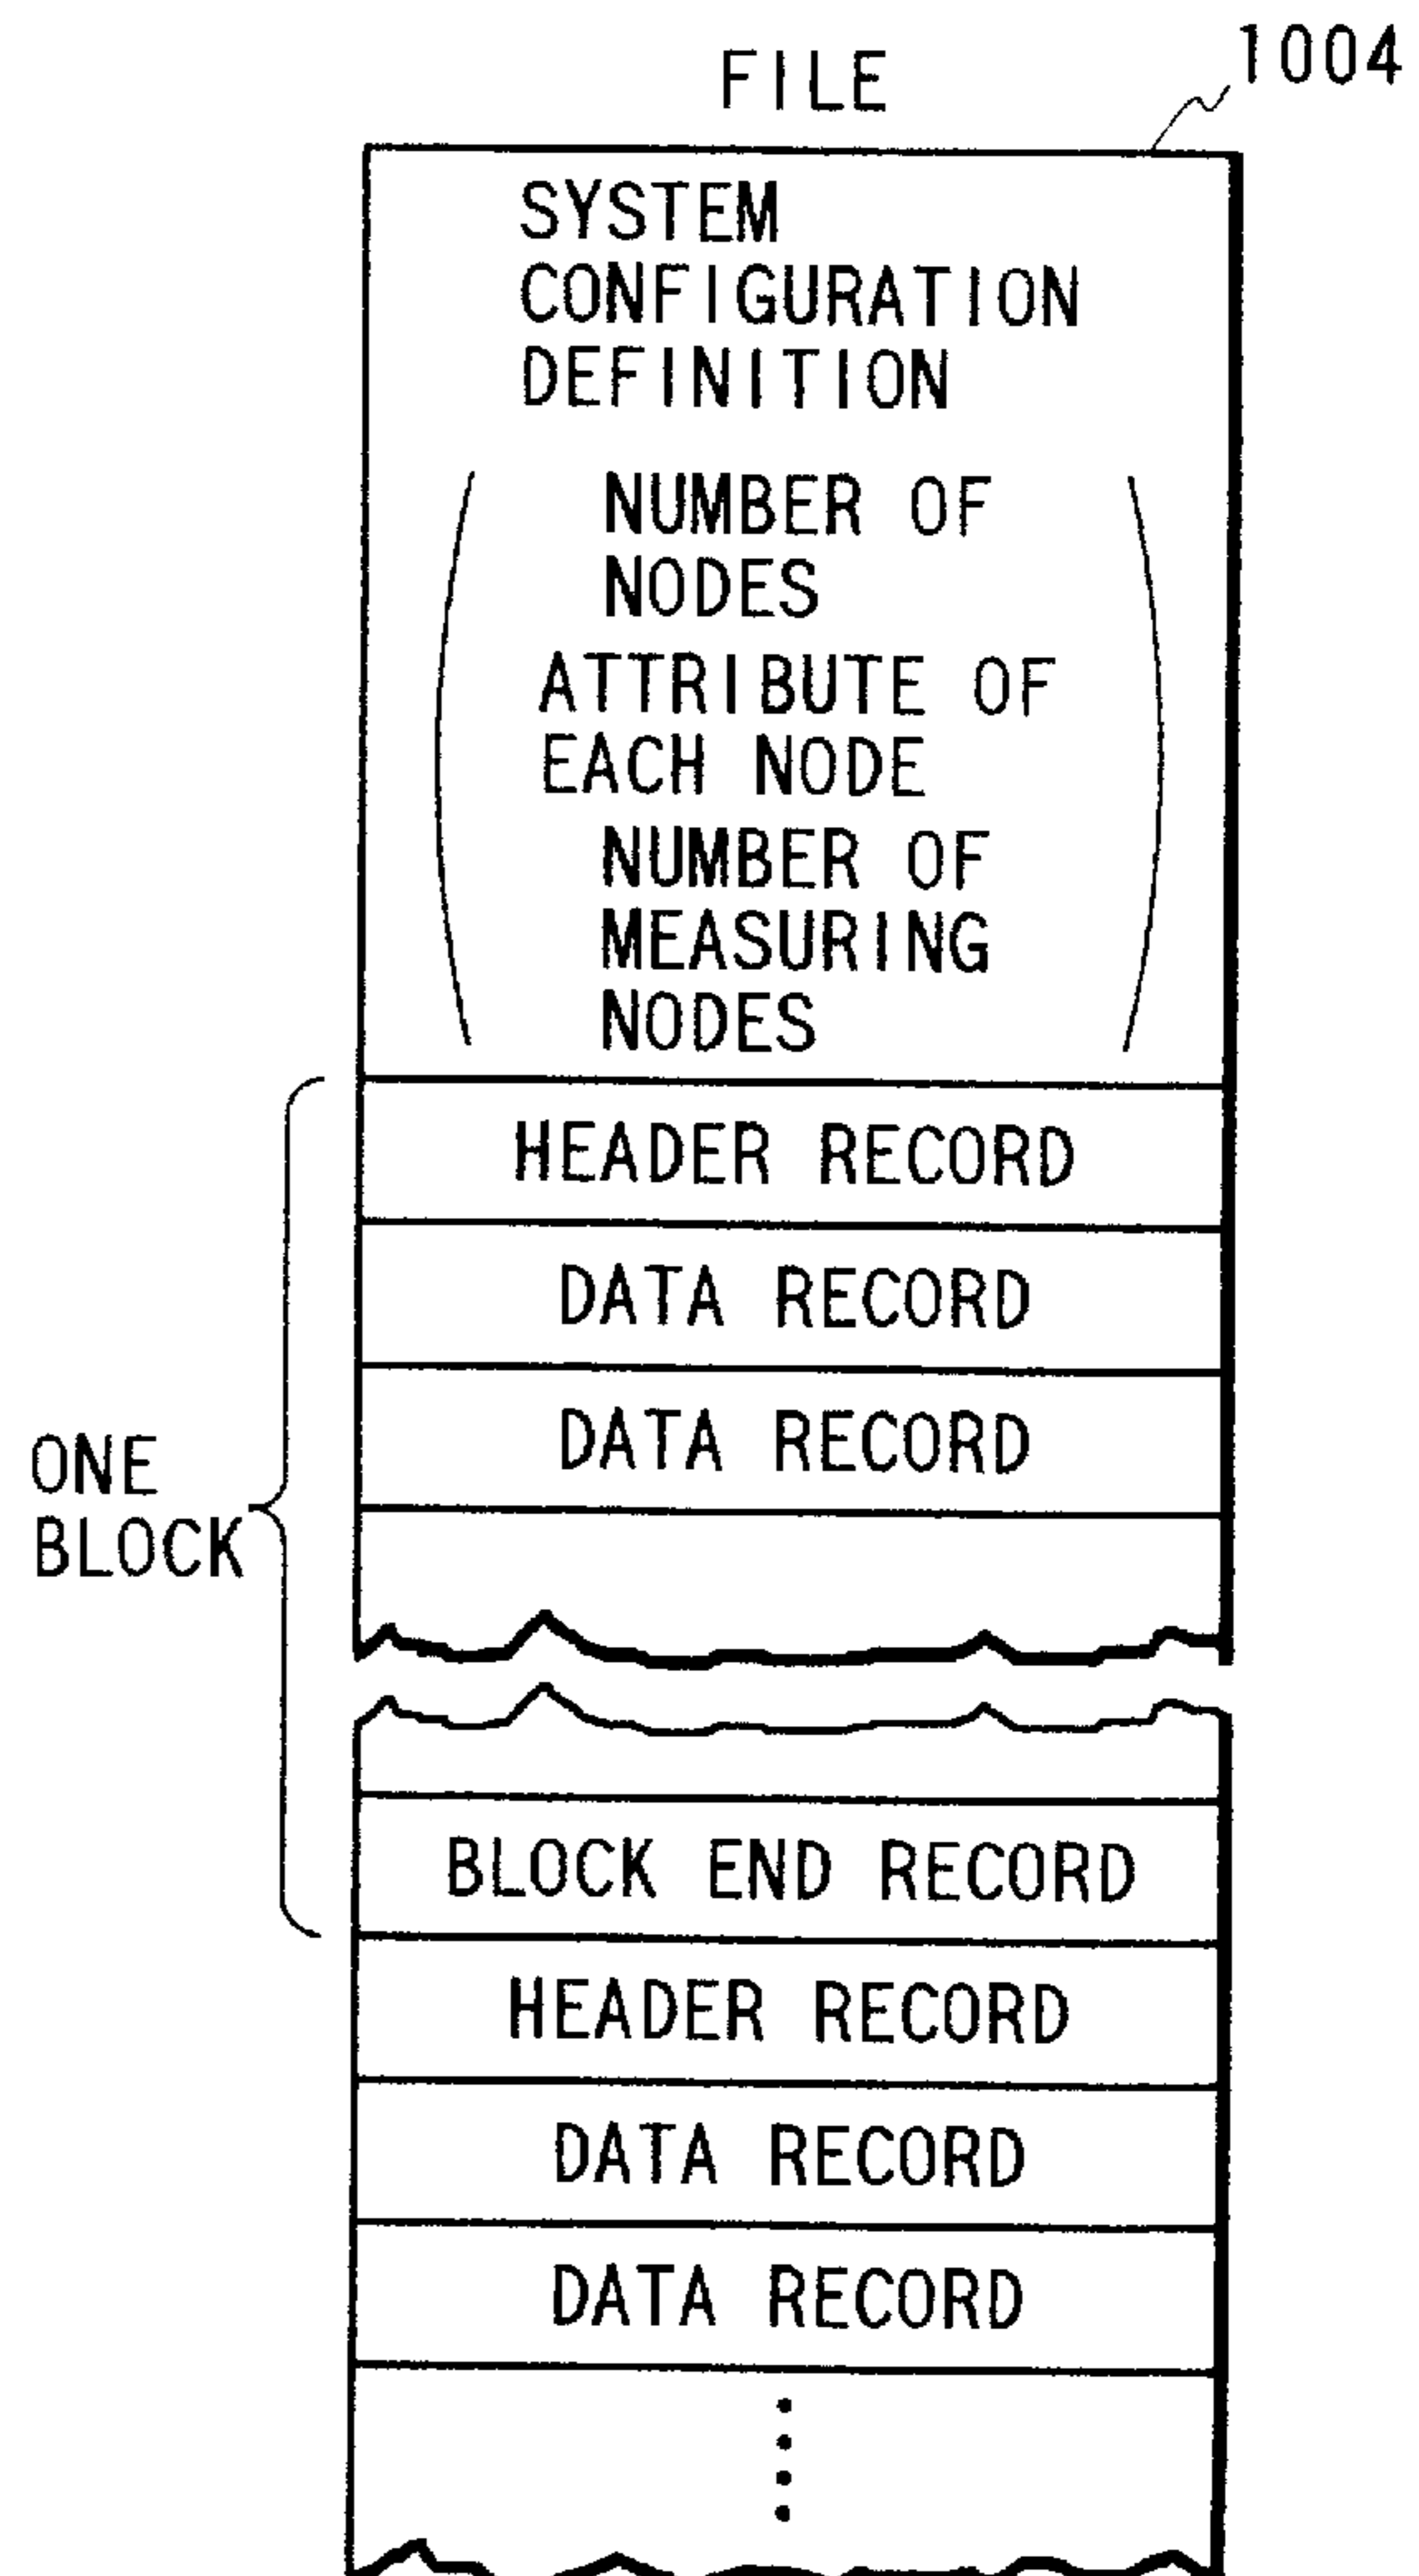 1004
FILE
SYSTEM
CONFIGURATION
DEFINITION
NUMBER OF
NODES
ATTRIBUTE OF
EACH NODE
NUMBER OF
MEASURING
NODES
HEADER RECORD
DATA RECORD
DATA RECORD
ONE
BLOCK
BLOCK END RECORD
HEADER RECORD
DATA RECORD
DATA RECORD